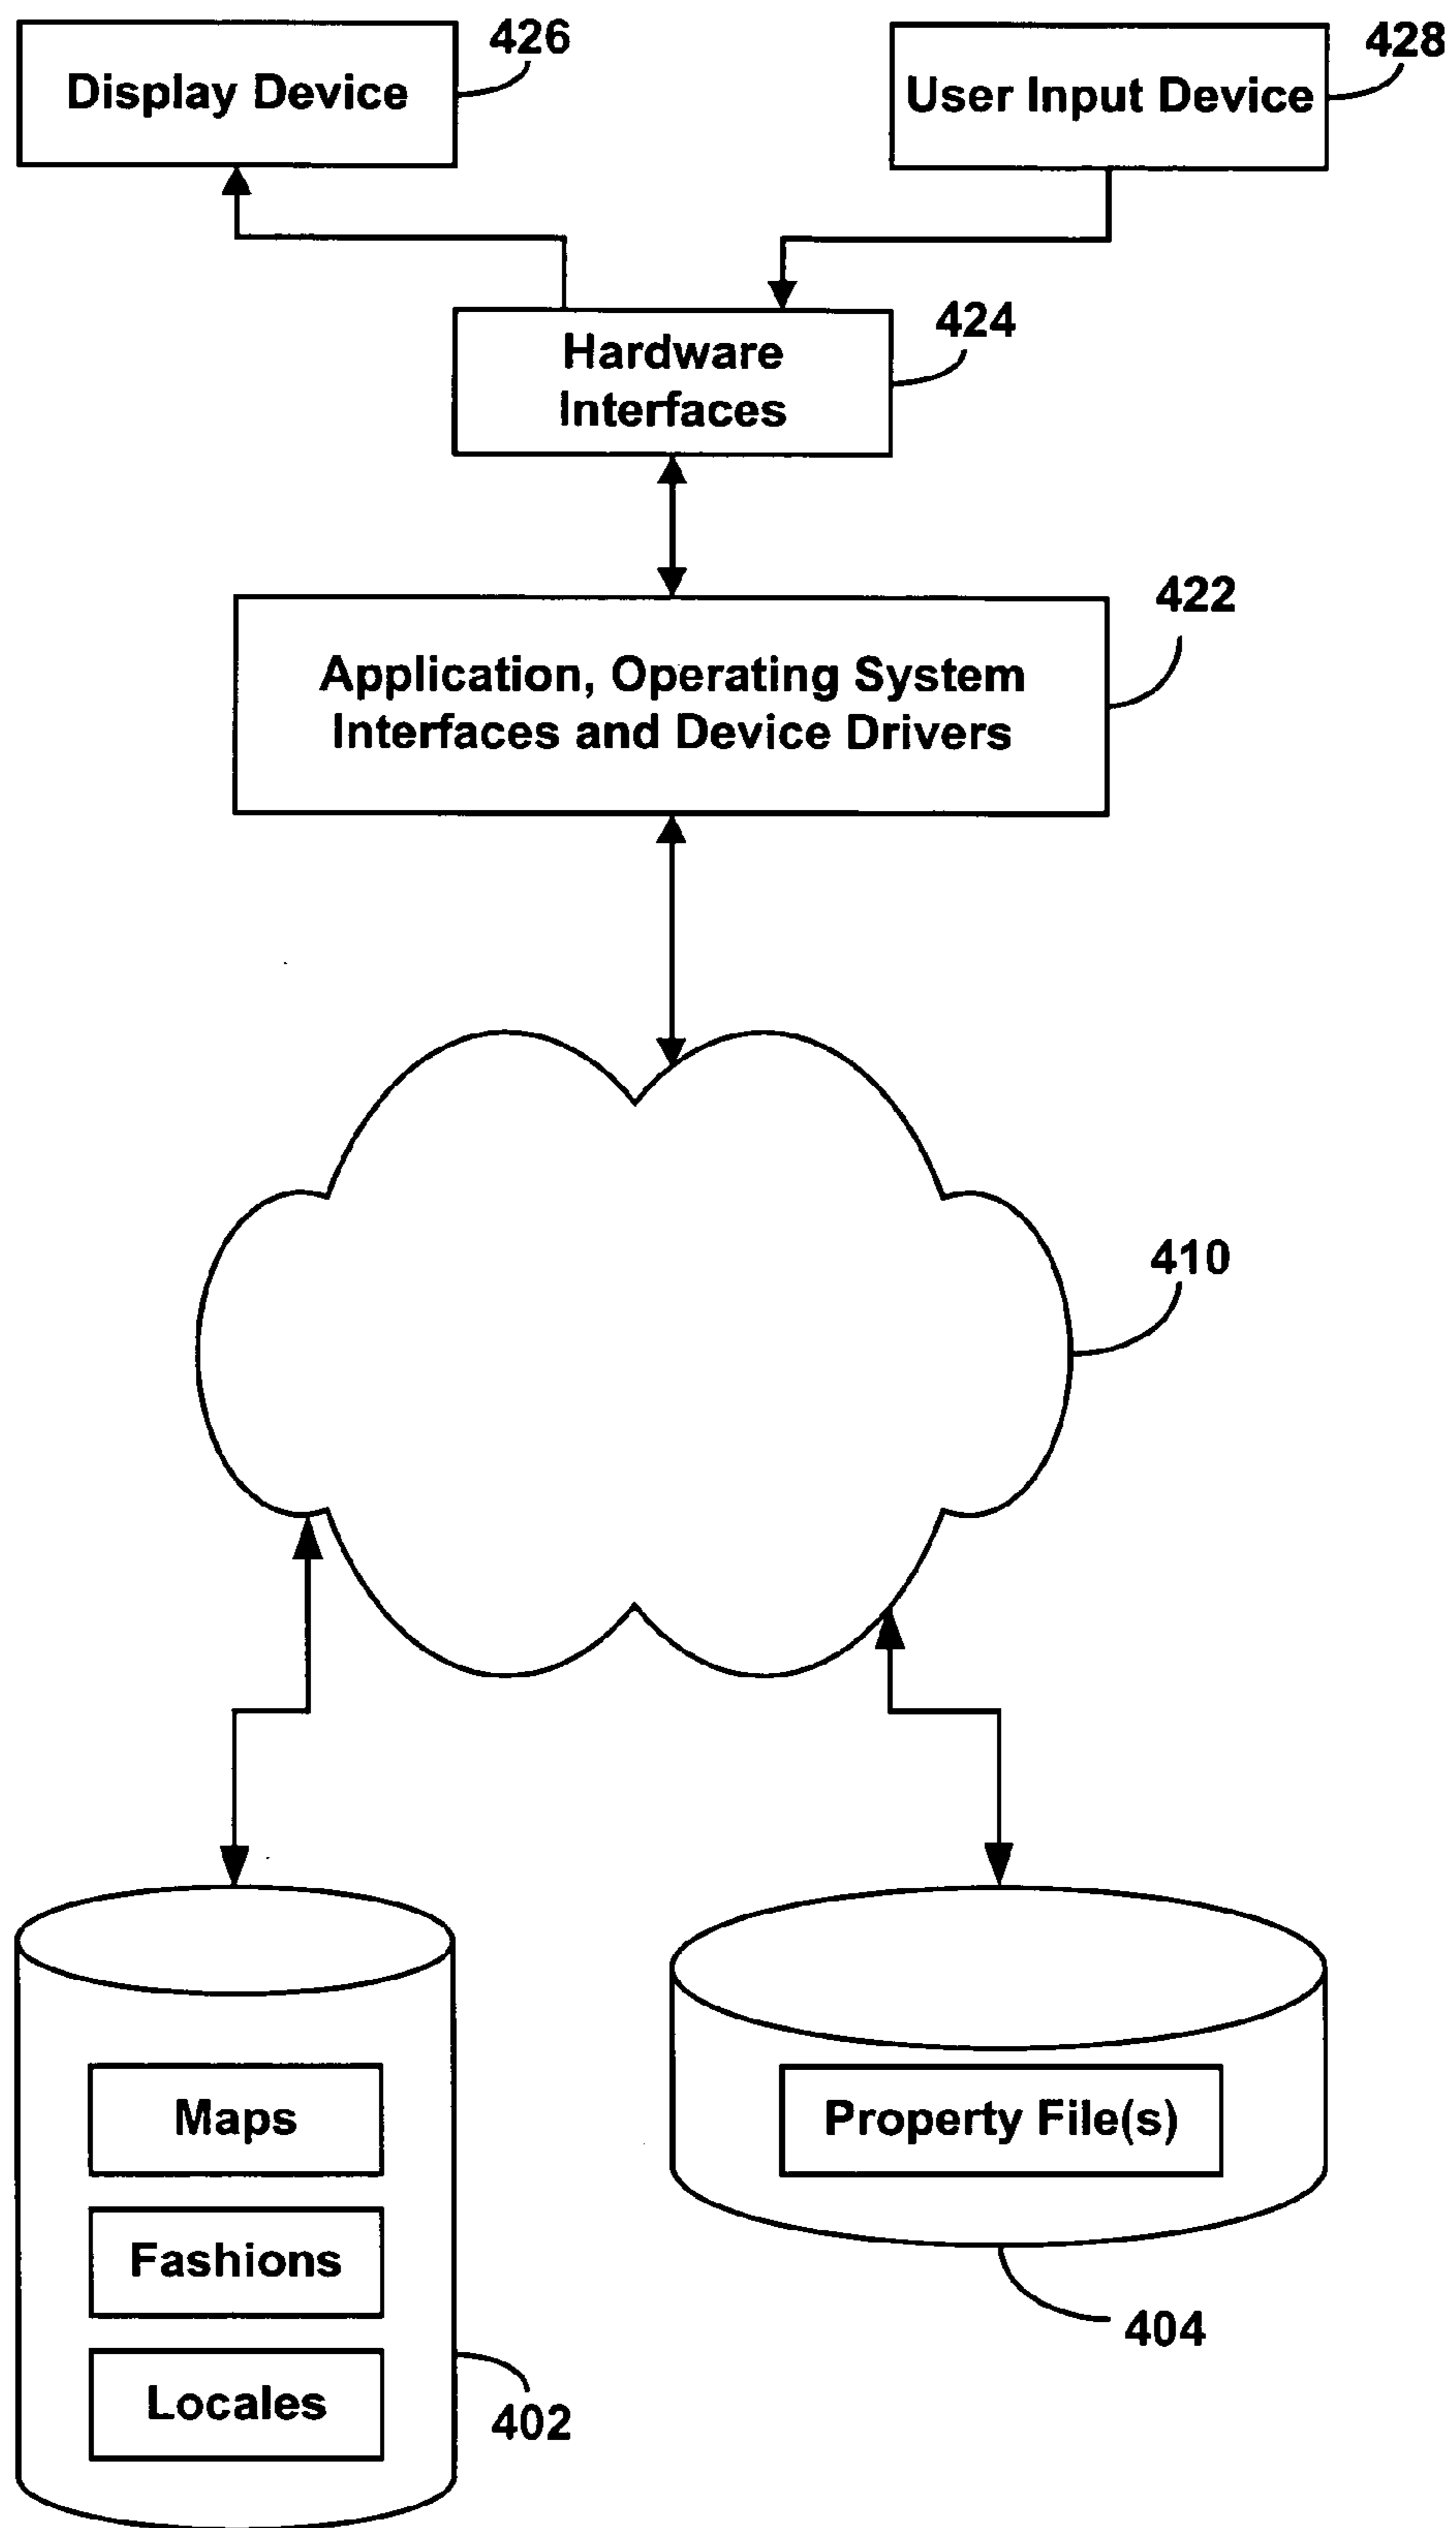 426
Display Device
428
User Input Device
424
Hardware
Interfaces
422
Application, Operating System
Interfaces and Device Drivers
410
Maps
Fashions
Locales
402
Property File(s)
404